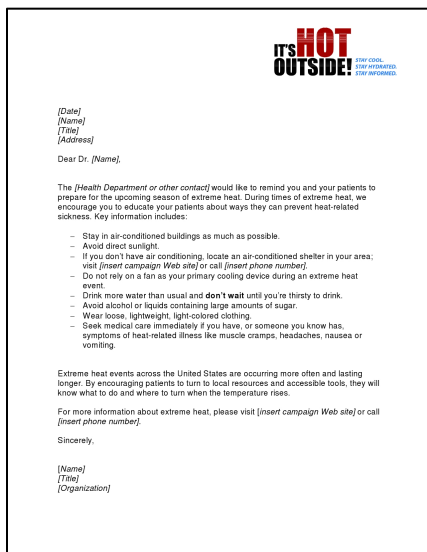 IT'S HOT
OUTSIDE!
STAY COOL.
STAY HYDRATED.
STAY INFORMED.
[Date]
[Name]
[Title]
[Address]
Dear Dr. [Name],
The [Health Department or other contact] would like to remind you and your patients to
prepare for the upcoming season of extreme heat. During times of extreme heat, we
encourage you to educate your patients about ways they can prevent heat-related
sickness. Key information includes:
– Stay in air-conditioned buildings as much as possible.
– Avoid direct sunlight.
– If you don't have air conditioning, locate an air-conditioned shelter in your area;
visit [insert campaign Web site] or call [insert phone number].
– Do not rely on a fan as your primary cooling device during an extreme heat
event.
– Drink more water than usual and don't wait until you're thirsty to drink.
– Avoid alcohol or liquids containing large amounts of sugar.
– Wear loose, lightweight, light-colored clothing.
– Seek medical care immediately if you have, or someone you know has,
symptoms of heat-related illness like muscle cramps, headaches, nausea or
vomiting.
Extreme heat events across the United States are occurring more often and lasting
longer. By encouraging patients to turn to local resources and accessible tools, they will
know what to do and where to turn when the temperature rises.
For more information about extreme heat, please visit [insert campaign Web site] or call
[insert phone number].
Sincerely,
[Name]
[Title]
[Organization]